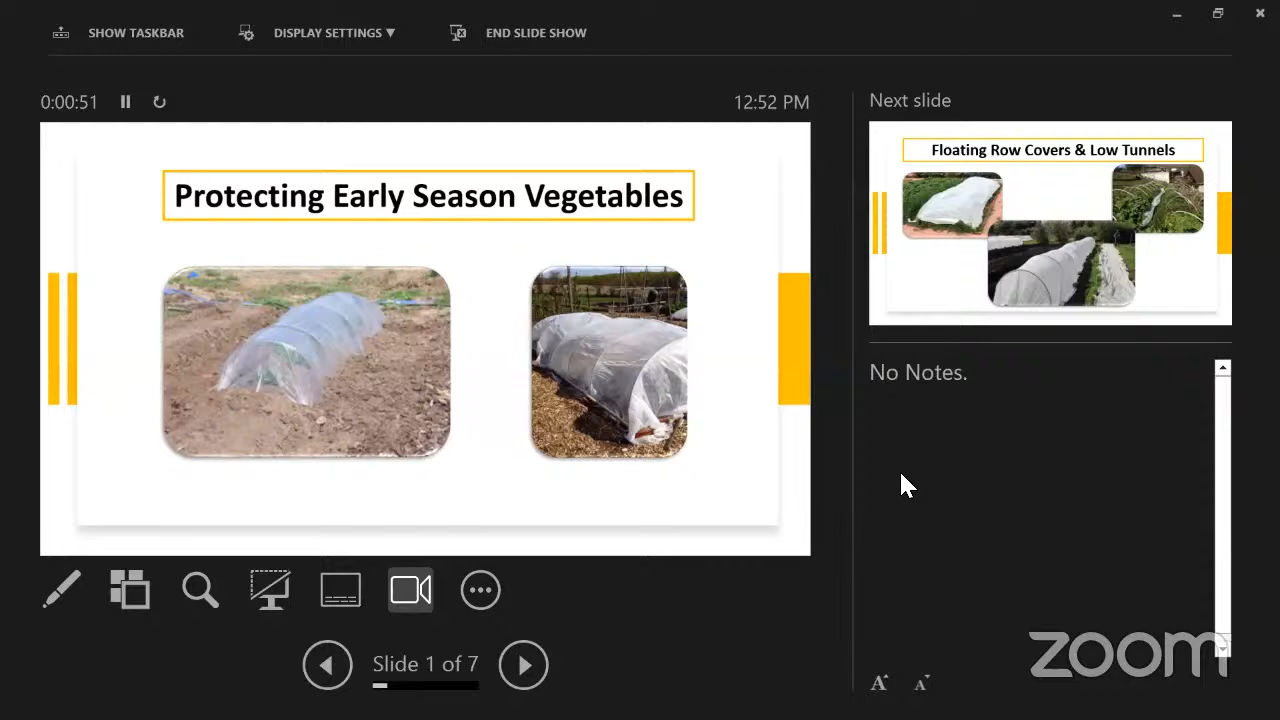 SHOW TASKBAR
DISPLAY SETTINGS ▼
END SLIDE SHOW
0:00:51
12:52 PM
Protecting Early Season Vegetables
Slide 1 of 7
Next slide
Floating Row Covers & Low Tunnels
No Notes.
A A
zoom